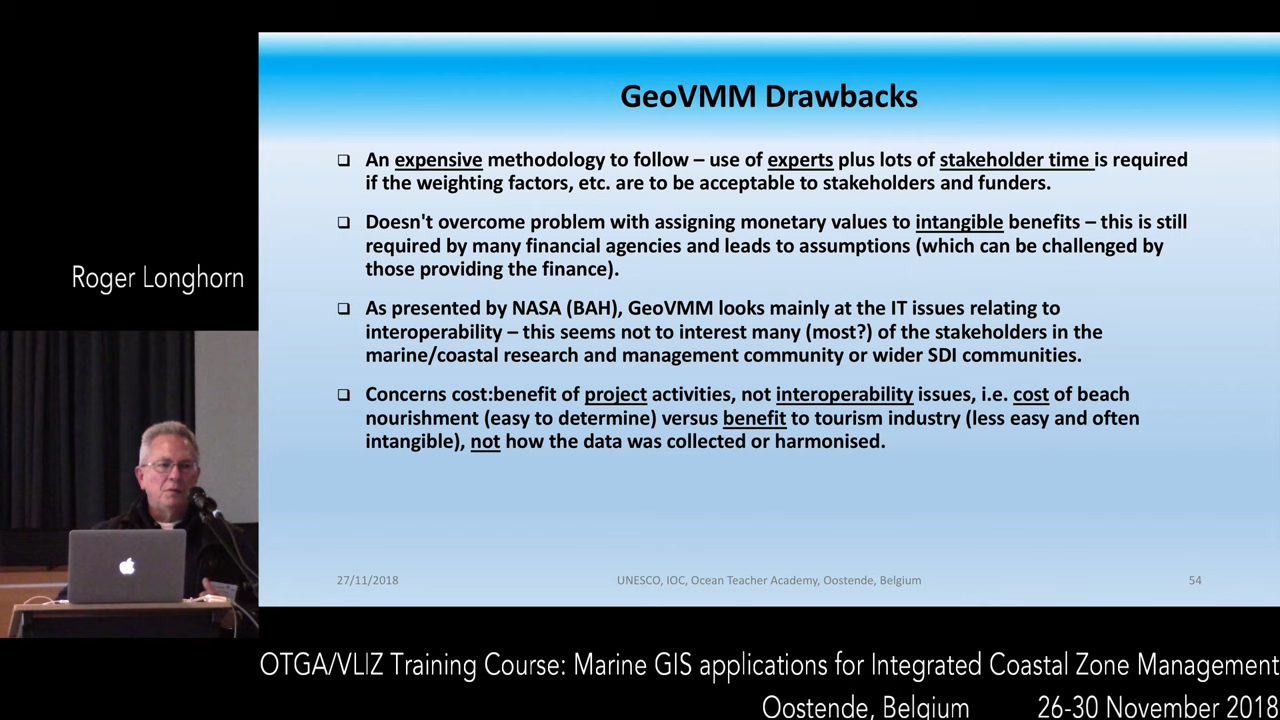 GeoVMM Drawbacks
An expensive methodology to follow – use of experts plus lots of stakeholder time is required
if the weighting factors, etc. are to be acceptable to stakeholders and funders.
Doesn't overcome problem with assigning monetary values to intangible benefits – this is still
required by many financial agencies and leads to assumptions (which can be challenged by
those providing the finance).
As presented by NASA (BAH), GeoVMM looks mainly at the IT issues relating to
interoperability – this seems not to interest many (most?) of the stakeholders in the
marine/coastal research and management community or wider SDI communities.
Concerns cost:benefit of project activities, not interoperability issues, i.e. cost of beach
nourishment (easy to determine) versus benefit to tourism industry (less easy and often
intangible), not how the data was collected or harmonised.
27/11/2018 UNESCO, IOC, Ocean Teacher Academy, Oostende, Belgium 54
Roger Longhorn
OTGA/VLIZ Training Course: Marine GIS applications for Integrated Coastal Zone Management
Oostende, Belgium 26-30 November 2018